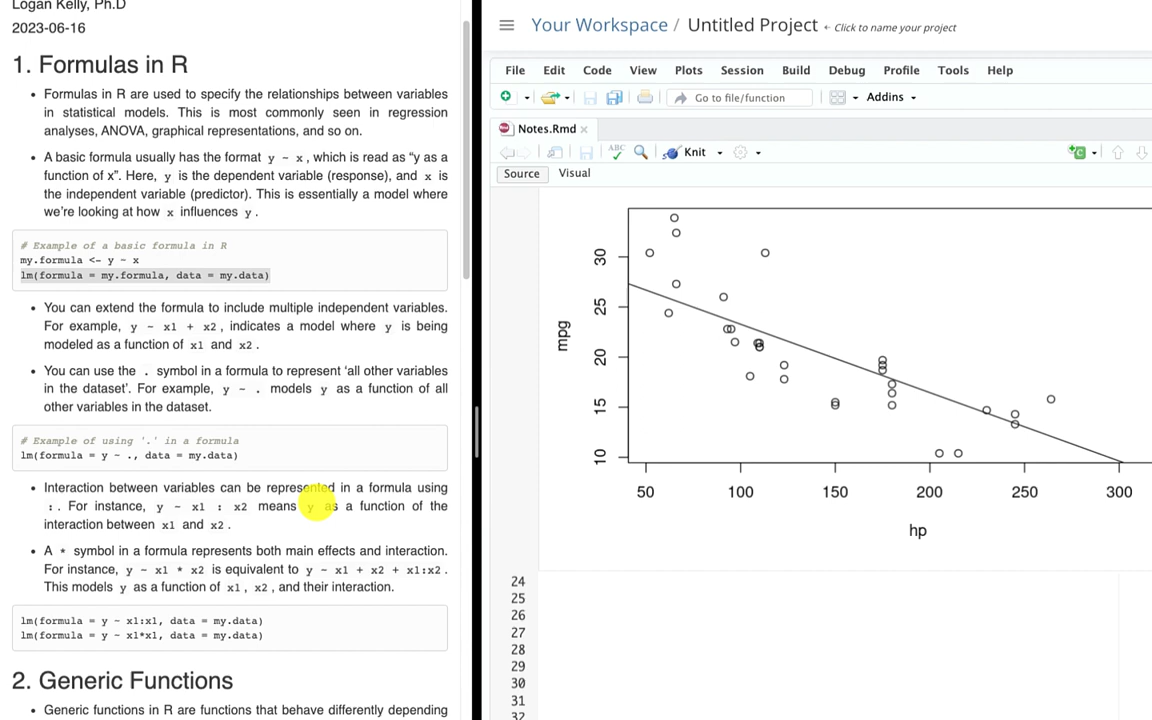 Logan Kelly, Ph.D
2023-06-16
1. Formulas in R
• Formulas in R are used to specify the relationships between variables
in statistical models. This is most commonly seen in regression
analyses, ANOVA, graphical representations, and so on.
• A basic formula usually has the format y ~ x, which is read as “y as a
function of x”. Here, y is the dependent variable (response), and x is
the independent variable (predictor). This is essentially a model where
we’re looking at how x influences y.
# Example of a basic formula in R
my.formula <- y ~ x
lm(formula = my.formula, data = my.data)
• You can extend the formula to include multiple independent variables.
For example, y ~ x1 + x2, indicates a model where y is being
modeled as a function of x1 and x2.
• You can use the . symbol in a formula to represent ‘all other variables
in the dataset’. For example, y ~ . models y as a function of all
other variables in the dataset.
# Example of using '.' in a formula
lm(formula = y ~ ., data = my.data)
• Interaction between variables can be represented in a formula using
:. For instance, y ~ x1 : x2 means y as a function of the
interaction between x1 and x2.
• A * symbol in a formula represents both main effects and interaction.
For instance, y ~ x1 * x2 is equivalent to y ~ x1 + x2 + x1:x2.
This models y as a function of x1, x2, and their interaction.
lm(formula = y ~ x1:x1, data = my.data)
lm(formula = y ~ x1*x1, data = my.data)
2. Generic Functions
• Generic functions in R are functions that behave differently depending
Your Workspace / Untitled Project ← Click to name your project
File Edit Code View Plots Session Build Debug Profile Tools Help
Go to file/function Addins
Notes.Rmd
ABC Knit
Source Visual
30
25
20
15
10
mpg
50 100 150 200 250 300
hp
24
25
26
27
28
29
30
31
32